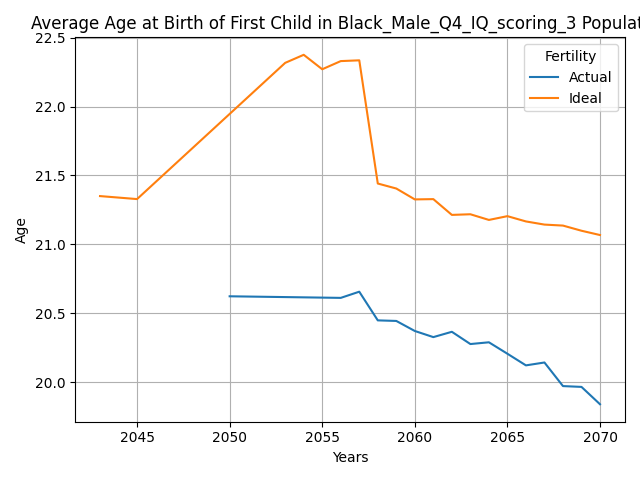 Average Age at Birth of First Child in Black_Male_Q4_IQ_scoring_3 Populat
22.5
22.0
21.5
21.0
20.5
20.0
Age
Fertility
Actual
Ideal
2045 2050 2055 2060 2065 2070
Years